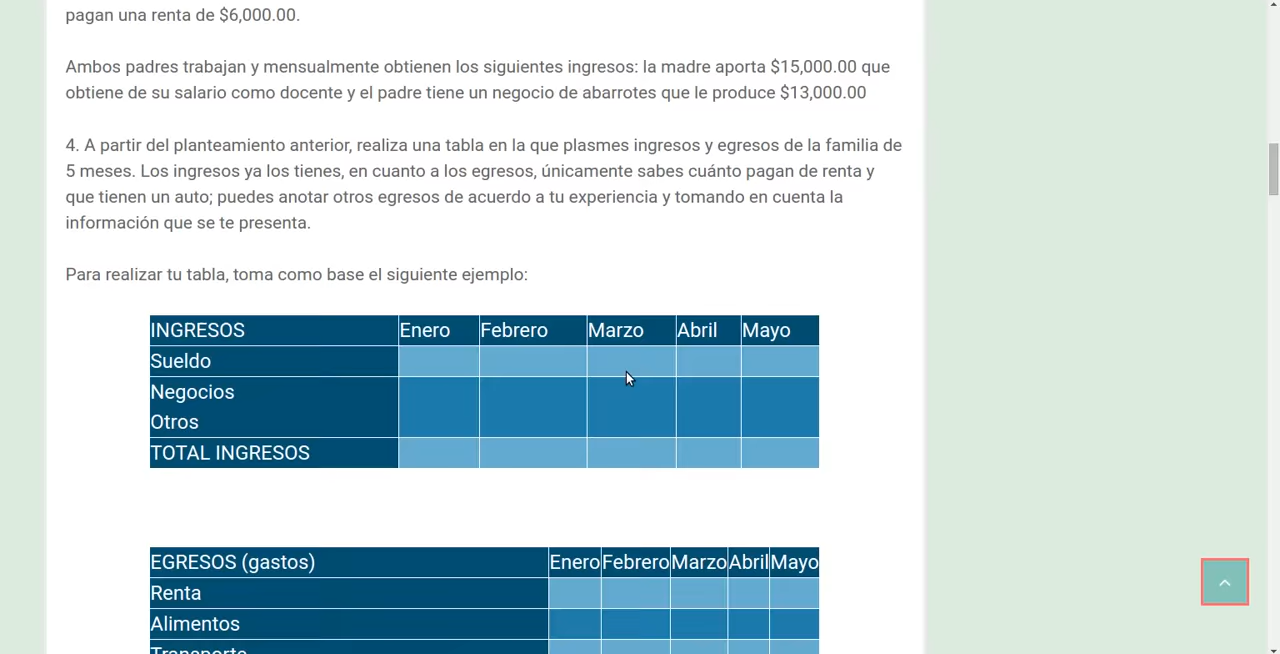 pagan una renta de $6,000.00.
Ambos padres trabajan y mensualmente obtienen los siguientes ingresos: la madre aporta $15,000.00 que
obtiene de su salario como docente y el padre tiene un negocio de abarrotes que le produce $13,000.00
4. A partir del planteamiento anterior, realiza una tabla en la que plasmes ingresos y egresos de la familia de
5 meses. Los ingresos ya los tienes, en cuanto a los egresos, únicamente sabes cuánto pagan de renta y
que tienen un auto; puedes anotar otros egresos de acuerdo a tu experiencia y tomando en cuenta la
información que se te presenta.
Para realizar tu tabla, toma como base el siguiente ejemplo:
INGRESOS Enero Febrero Marzo Abril Mayo
Sueldo
Negocios
Otros
TOTAL INGRESOS
EGRESOS (gastos) Enero Febrero Marzo Abril Mayo
Renta
Alimentos
Transporte